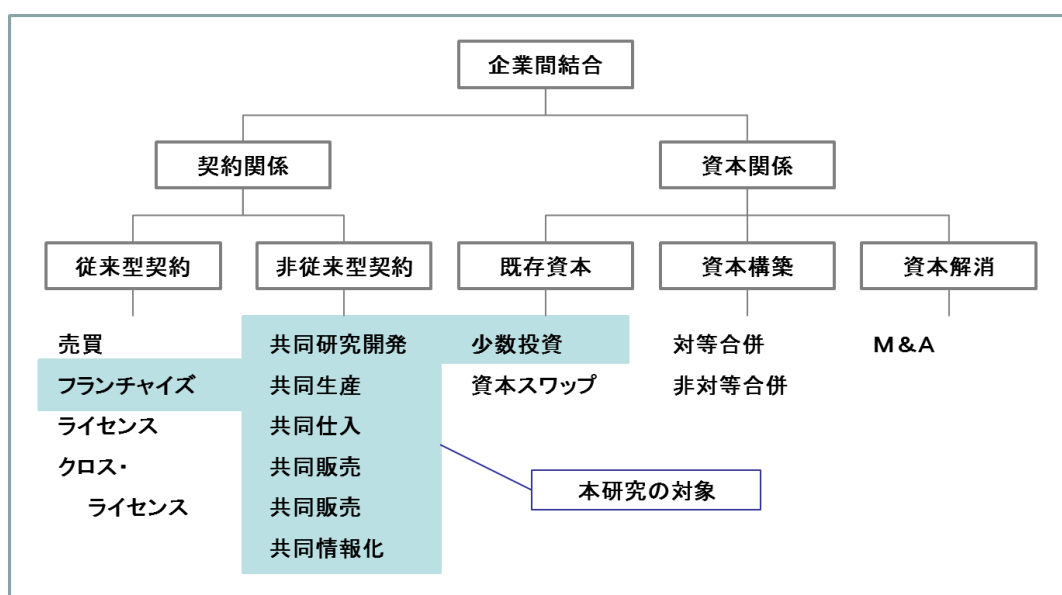 企業間結合
契約関係
資本関係
従来型契約
非従来型契約
既存資本
資本構築
資本解消
売買
フランチャイズ
ライセンス
クロス・
ライセンス
共同研究開発
共同生産
共同仕入
共同販売
共同販売
共同情報化
少数投資
資本スワップ
対等合併
非対等合併
M&A
本研究の対象